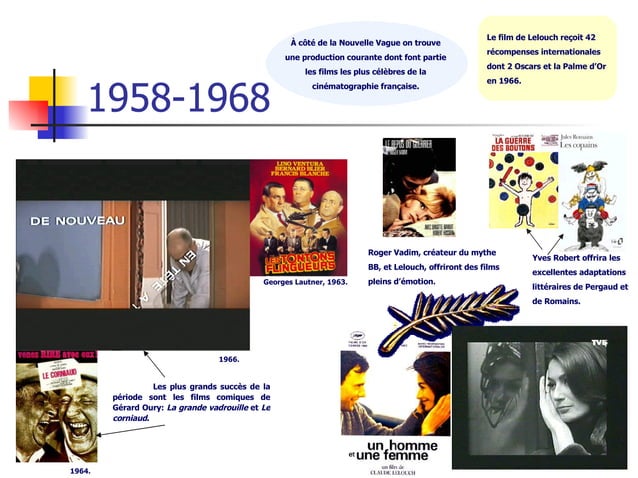 À côté de la Nouvelle Vague on trouve
une production courante dont font partie
les films les plus célèbres de la
cinématographie française.
Le film de Lelouch reçoit 42
récompenses internationales
dont 2 Oscars et la Palme d'Or
en 1966.
1958-1968
DE NOUVEAU
EN TÊTE À
LINO VENTURA
BERNARD BLIER
FRANCIS BLANCHE
LES TONTONS
FLINGUEURS
Georges Lautner, 1963.
LE REPOS DU GUERRIER
Roger Vadim, créateur du mythe
BB, et Lelouch, offriront des films
pleins d'émotion.
LA GUERRE
DES BOUTONS
Jules Romains
Les copains
Yves Robert offrira les
excellentes adaptations
littéraires de Pergaud et
de Romains.
1966.
venez RIRE avec eux
LE CORNIAUD
1964.
Les plus grands succès de la
période sont les films comiques de
Gérard Oury: La grande vadrouille et Le
corniaud.
un homme
et une femme
un film de
CLAUDE LELOUCH
TV5